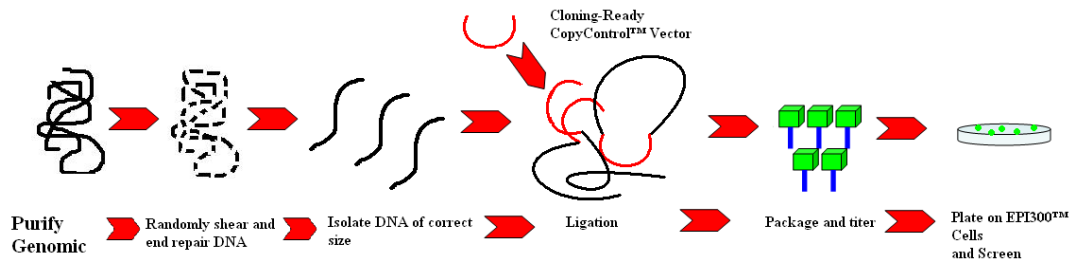 Cloning-Ready
CopyControl™ Vector
Purify
Genomic
Randomly shear and
end repair DNA
Isolate DNA of correct
size
Ligation
Package and titer
Plate on EPI300™
Cells
and Screen